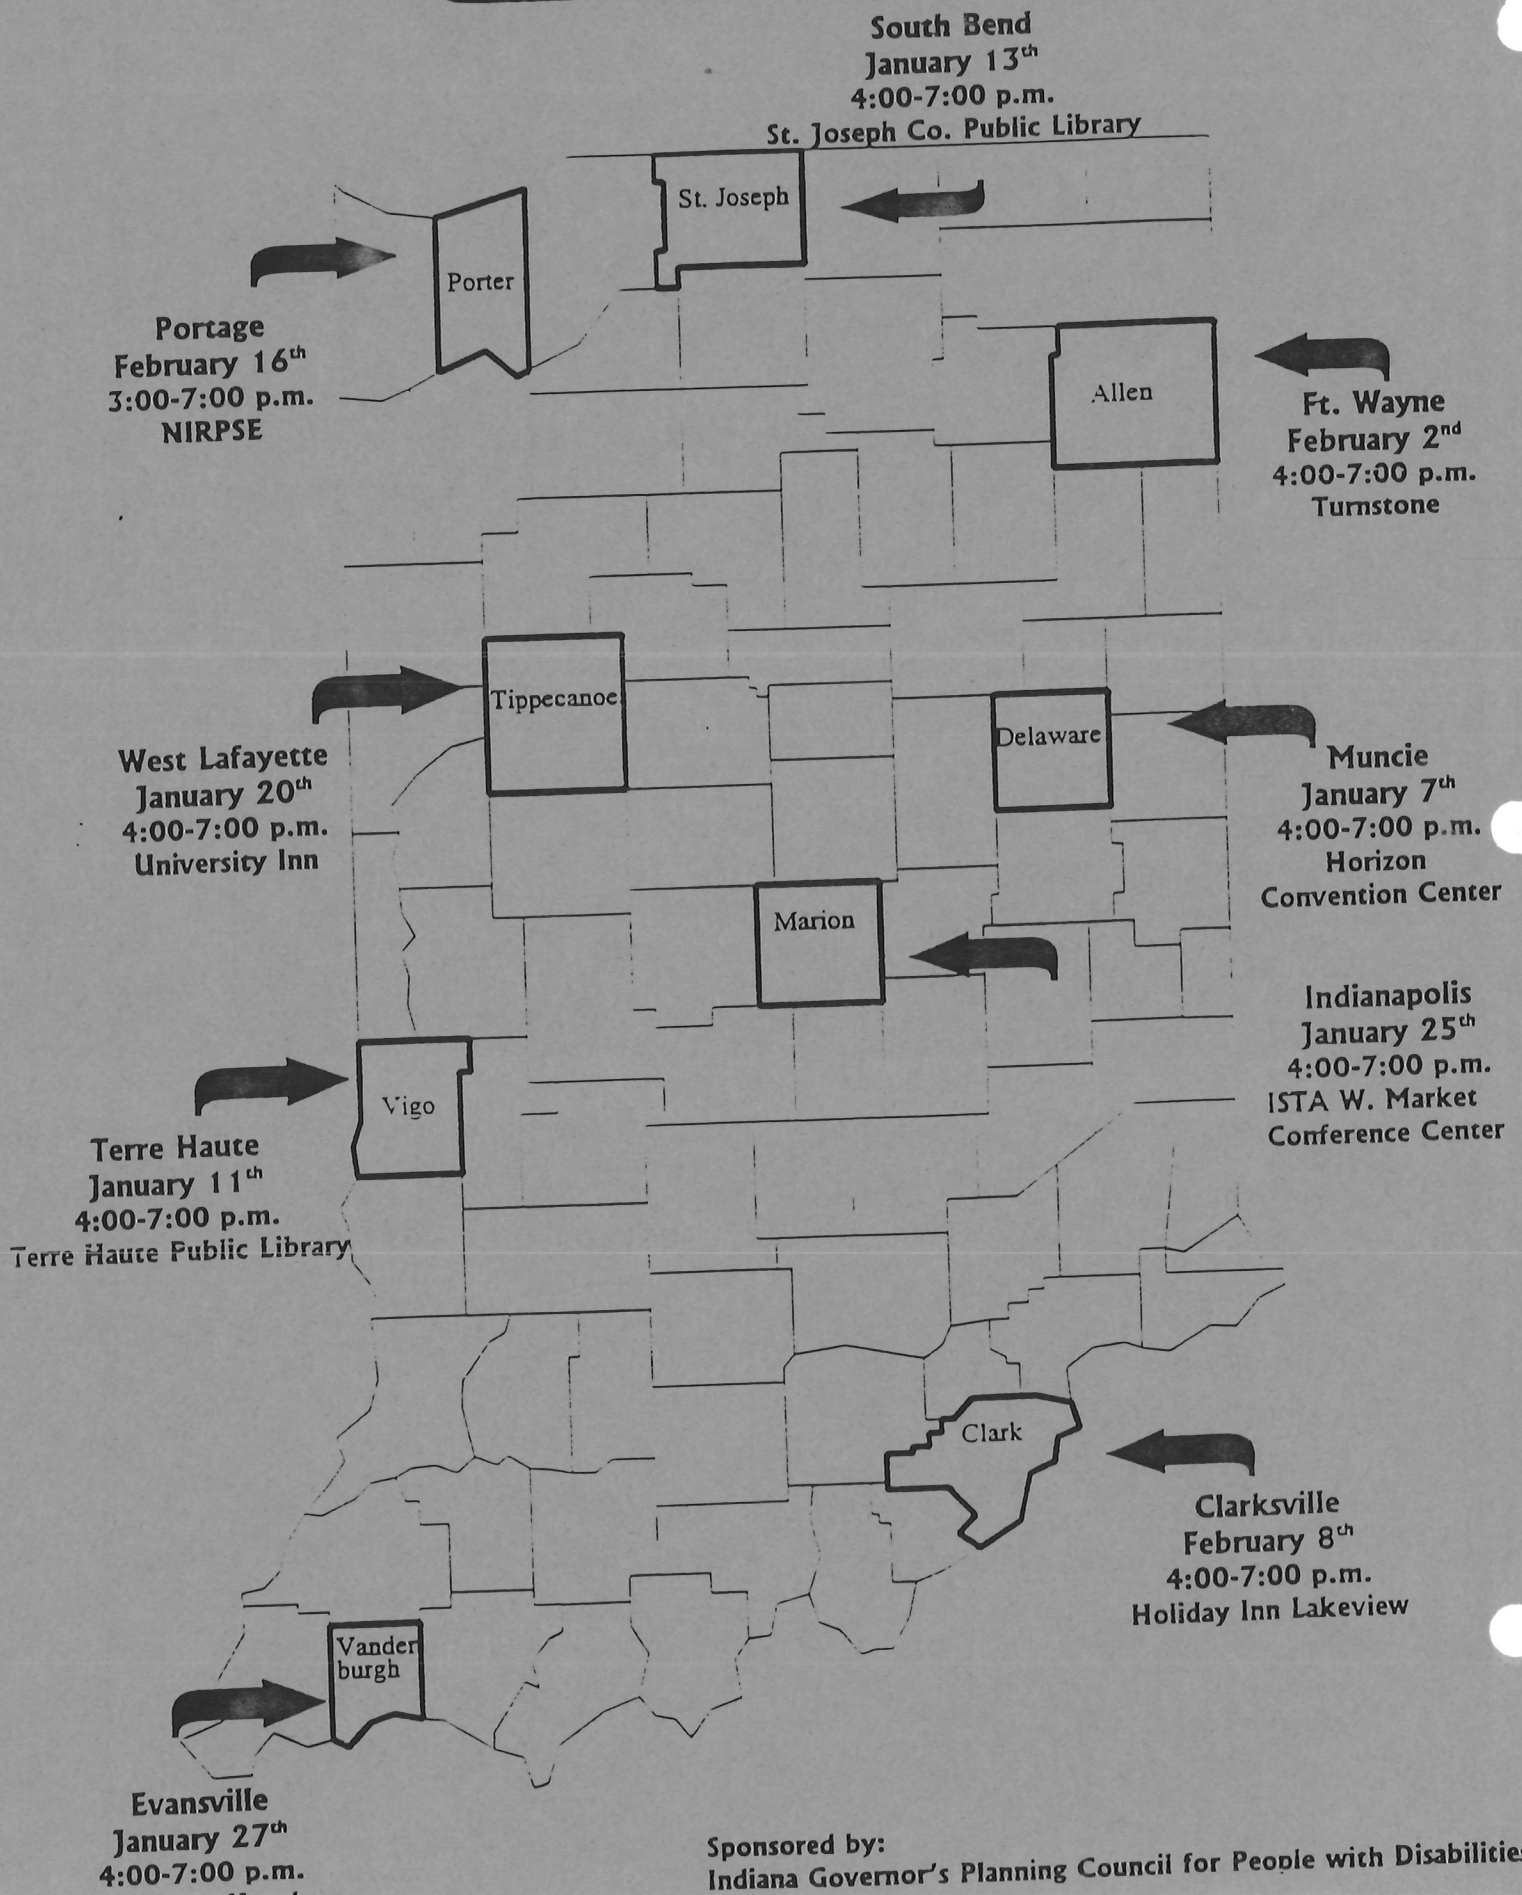 South Bend
January 13th
4:00-7:00 p.m.
St. Joseph Co. Public Library
St. Joseph
Porter
Portage
February 16th
3:00-7:00 p.m.
NIRPSE
Allen
Ft. Wayne
February 2nd
4:00-7:00 p.m.
Turnstone
Tippecanoe
West Lafayette
January 20th
4:00-7:00 p.m.
University Inn
Delaware
Muncie
January 7th
4:00-7:00 p.m.
Horizon
Convention Center
Marion
Indianapolis
January 25th
4:00-7:00 p.m.
ISTA W. Market
Conference Center
Vigo
Terre Haute
January 11th
4:00-7:00 p.m.
Terre Haute Public Library
Clark
Clarksville
February 8th
4:00-7:00 p.m.
Holiday Inn Lakeview
Vander
burgh
Evansville
January 27th
4:00-7:00 p.m.
Sponsored by:
Indiana Governor's Planning Council for People with Disabilitie